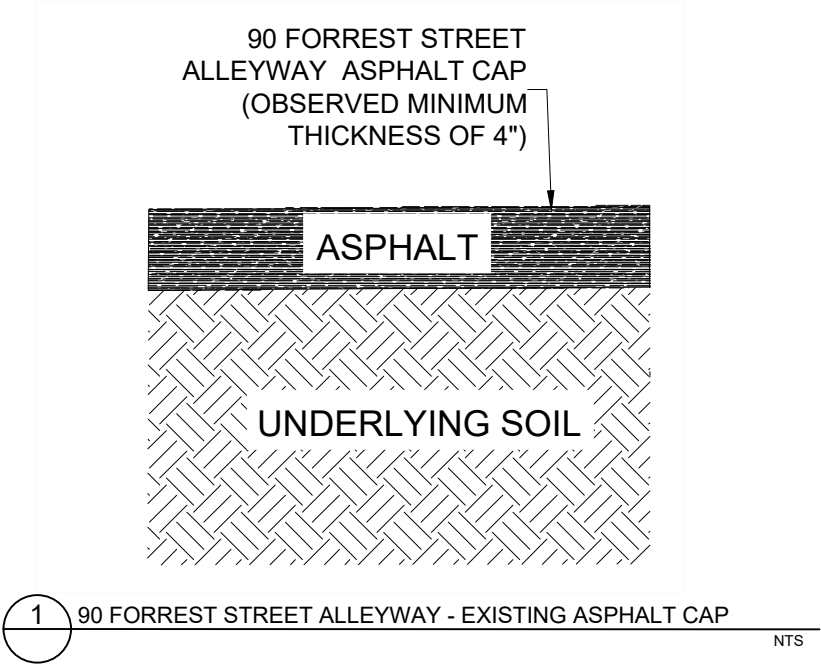 90 FORREST STREET
ALLEYWAY ASPHALT CAP
(OBSERVED MINIMUM
THICKNESS OF 4")
ASPHALT
UNDERLYING SOIL
1
90 FORREST STREET ALLEYWAY - EXISTING ASPHALT CAP
NTS